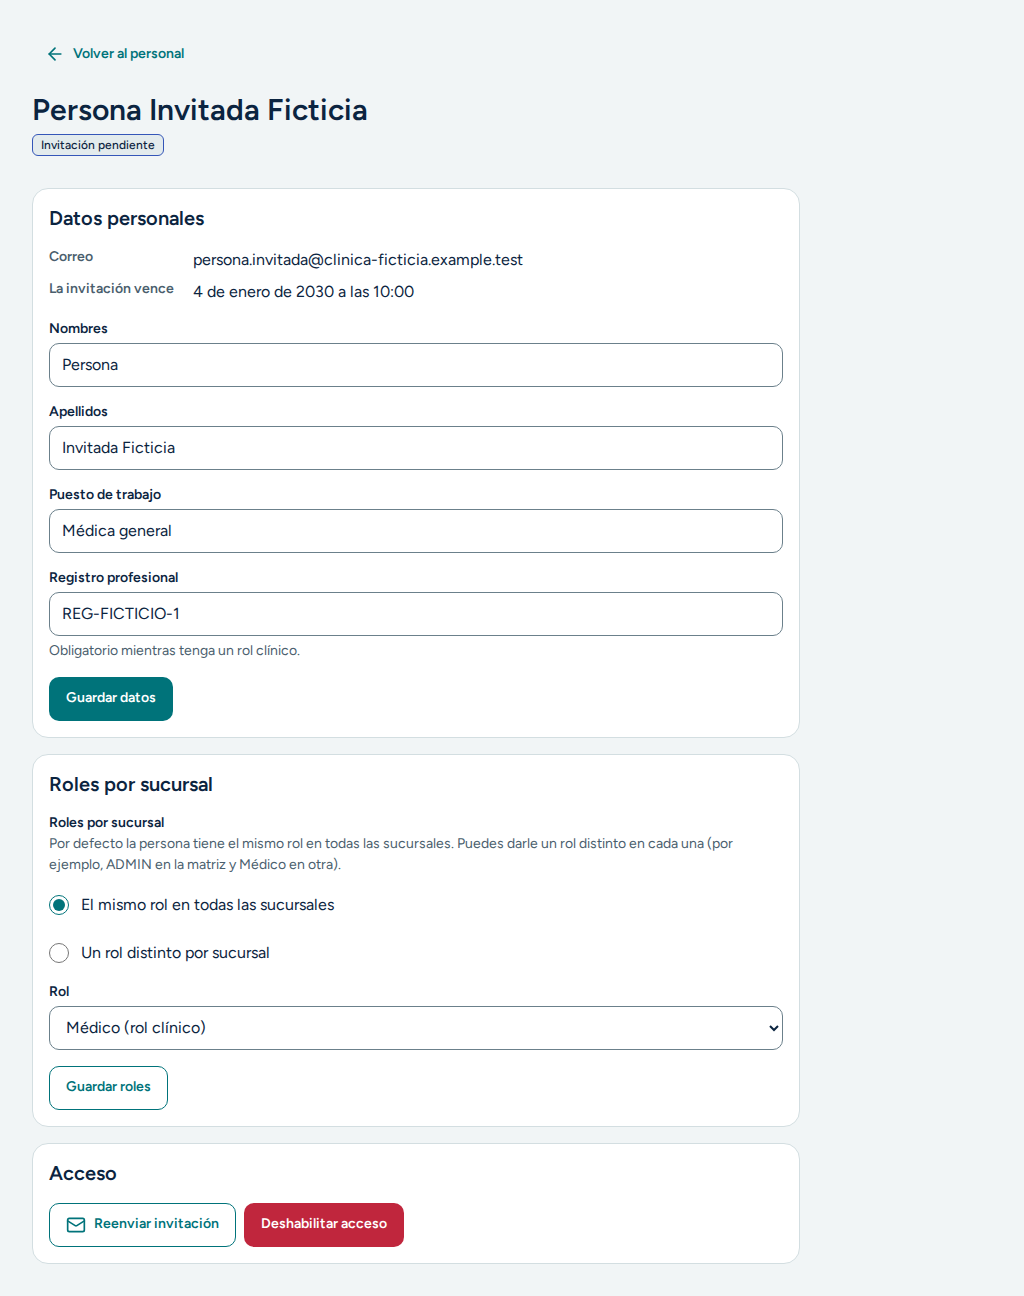 Volver al personal
Persona Invitada Ficticia
Invitación pendiente
Datos personales
Correo
persona.invitada@clinica-ficticia.example.test
La invitación vence
4 de enero de 2030 a las 10:00
Nombres
Persona
Apellidos
Invitada Ficticia
Puesto de trabajo
Médica general
Registro profesional
REG-FICTICIO-1
Obligatorio mientras tenga un rol clínico.
Guardar datos
Roles por sucursal
Roles por sucursal
Por defecto la persona tiene el mismo rol en todas las sucursales. Puedes darle un rol distinto en cada una (por
ejemplo, ADMIN en la matriz y Médico en otra).
El mismo rol en todas las sucursales
Un rol distinto por sucursal
Rol
Médico (rol clínico)
Guardar roles
Acceso
Reenviar invitación
Deshabilitar acceso